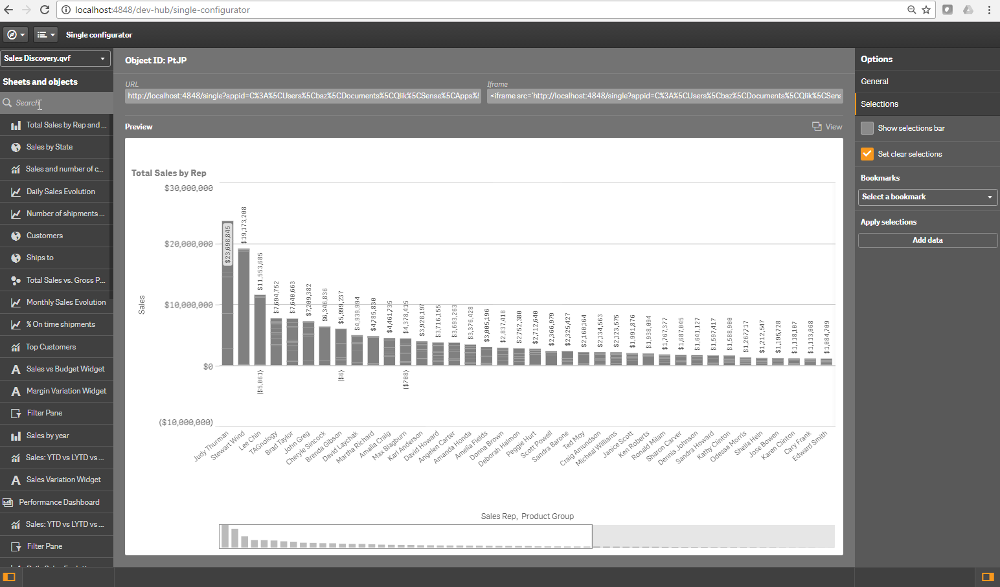 localhost:4848/dev-hub/single-configurator
Single configurator
Sales Discovery.qvf
Sheets and objects
Search
Total Sales by Rep and ...
Sales by State
Sales and number of c...
Daily Sales Evolution
Number of shipments ...
Customers
Ships to
Total Sales vs. Gross P...
Monthly Sales Evolution
% On time shipments
Top Customers
Sales vs Budget Widget
Margin Variation Widget
Filter Pane
Sales by year
Sales: YTD vs LYTD vs ...
Sales Variation Widget
Performance Dashboard
Sales: YTD vs LYTD vs ...
Filter Pane
Object ID: PtJP
URL
http://localhost:4848/single?appid=C%3A%5CUsers%5Cbaz%5CDocuments%5CQlik%5CSense%5CApps%
Iframe
<iframe src='http://localhost:4848/single?appid=C%3A%5CUsers%5Cbaz%5CDocuments%5CQlik%5CSens
Preview
View
Total Sales by Rep
$30,000,000
$20,000,000
$10,000,000
$0
($10,000,000)
Sales
$23,698,845
$19,173,208
$11,553,685
$7,694,752
$7,640,663
$7,209,382
$6,346,836
$5,999,237
$4,939,994
$4,785,830
$4,461,735
$4,378,415
$3,928,197
$3,716,155
$3,693,263
$3,376,428
$3,005,196
$2,837,418
$2,752,380
$2,712,640
$2,366,979
$2,325,427
$2,160,164
$2,134,563
$2,123,575
$1,991,876
$1,938,094
$1,767,377
$1,687,045
$1,641,127
$1,597,417
$1,588,900
$1,267,717
$1,212,547
$1,195,728
$1,118,107
$1,113,068
$1,084,709
($5,061)
($6)
($708)
Judy Thurman
Stewart Wind
Lee Chin
TAGnology
Brad Taylor
John Greg
Cheryle Sincock
Brenda Gibson
David Laychak
Martha Richard
Amalia Craig
Max Blagburn
Karl Anderson
David Howard
Angelen Carter
Amanda Honda
Amelia Fields
Donna Brown
Deborah Halmon
Peggie Hurt
Scott Powell
Sandra Barone
Ted Moy
Craig Amundson
Micheal Williams
Janice Scott
Ken Roberts
Ronald Milam
Sharon Carver
Dennis Johnson
Sandra Howard
Kathy Clinton
Odessa Morris
Sheila Hein
Jose Bowen
Karen Clinton
Cary Frank
Edward Smith
Sales Rep, Product Group
Options
General
Selections
Show selections bar
Set clear selections
Bookmarks
Select a bookmark
Apply selections
Add data